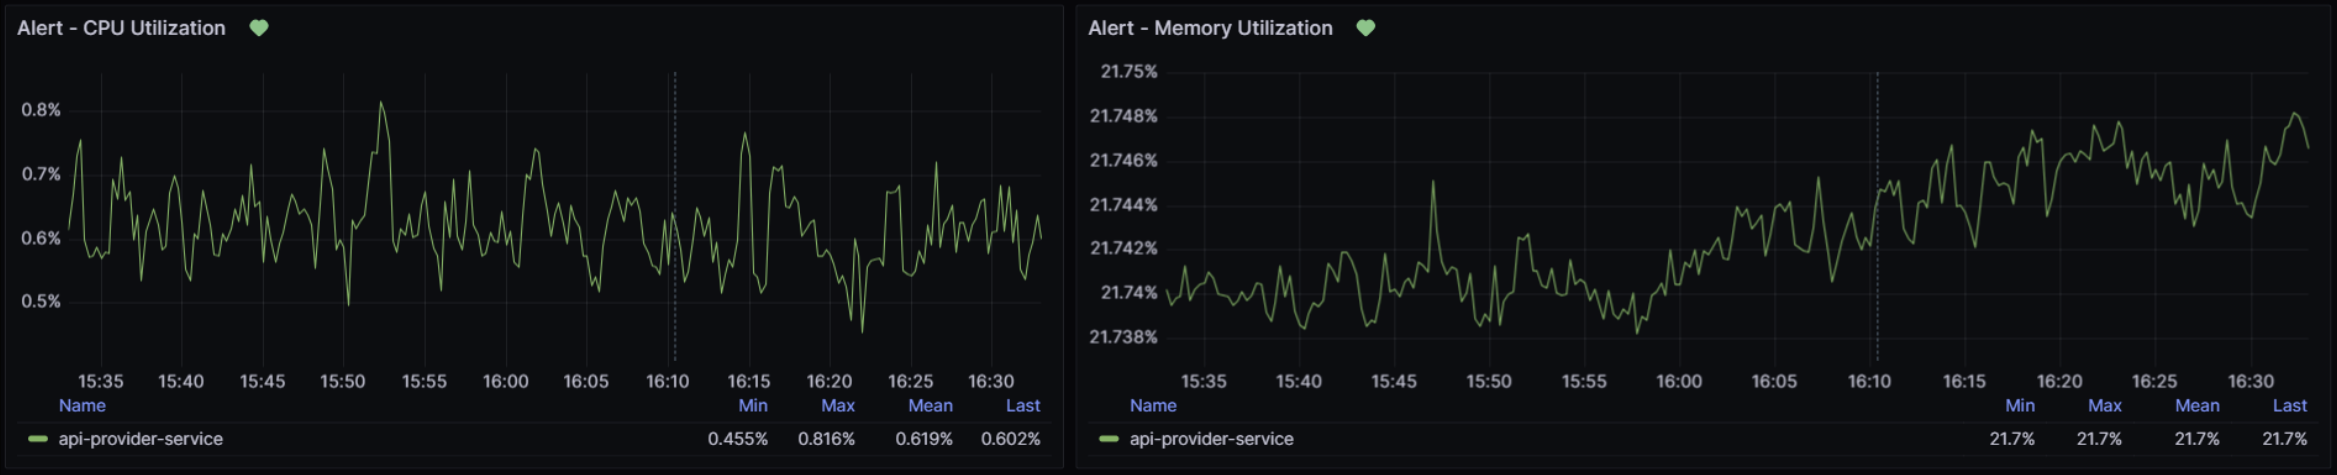 Alert - CPU Utilization
0.8%
0.7%
0.6%
0.5%
15:35 15:40 15:45 15:50 15:55 16:00 16:05 16:10 16:15 16:20 16:25 16:30
Name Min Max Mean Last
api-provider-service 0.455% 0.816% 0.619% 0.602%
Alert - Memory Utilization
21.75%
21.748%
21.746%
21.744%
21.742%
21.74%
21.738%
15:35 15:40 15:45 15:50 15:55 16:00 16:05 16:10 16:15 16:20 16:25 16:30
Name Min Max Mean Last
api-provider-service 21.7% 21.7% 21.7% 21.7%